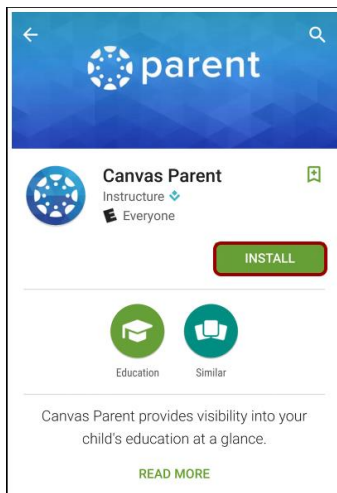 parent
Canvas Parent
Instructure
E Everyone
INSTALL
Education Similar
Canvas Parent provides visibility into your
child's education at a glance.
READ MORE